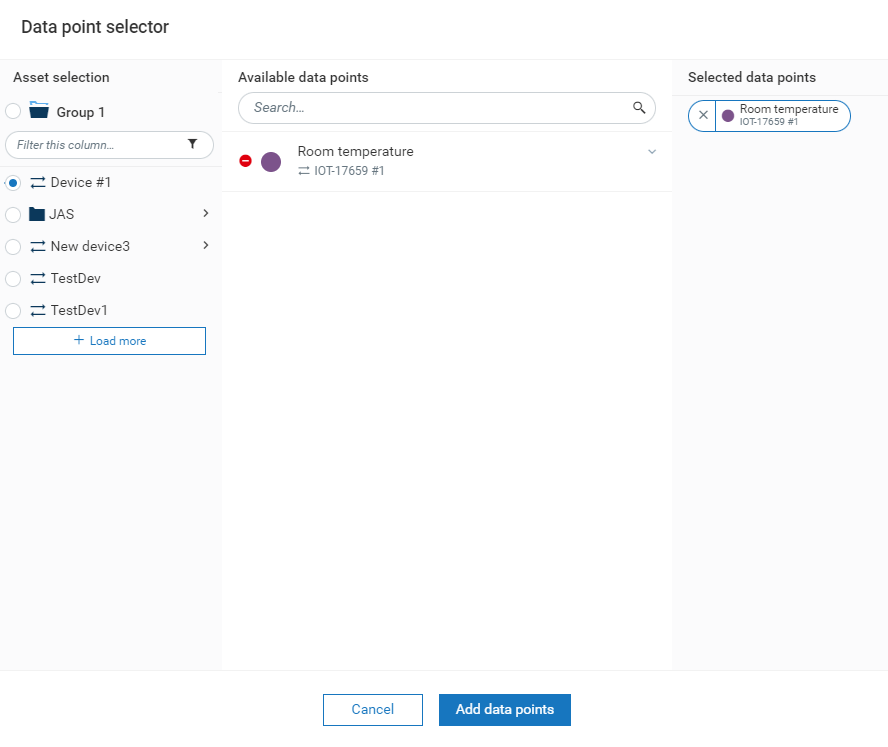 Data point selector
Asset selection
Group 1
Filter this column...
Device #1
JAS
New device3
TestDev
TestDev1
+ Load more
Available data points
Search...
Room temperature
IOT-17659 #1
Selected data points
Room temperature
IOT-17659 #1
Cancel
Add data points